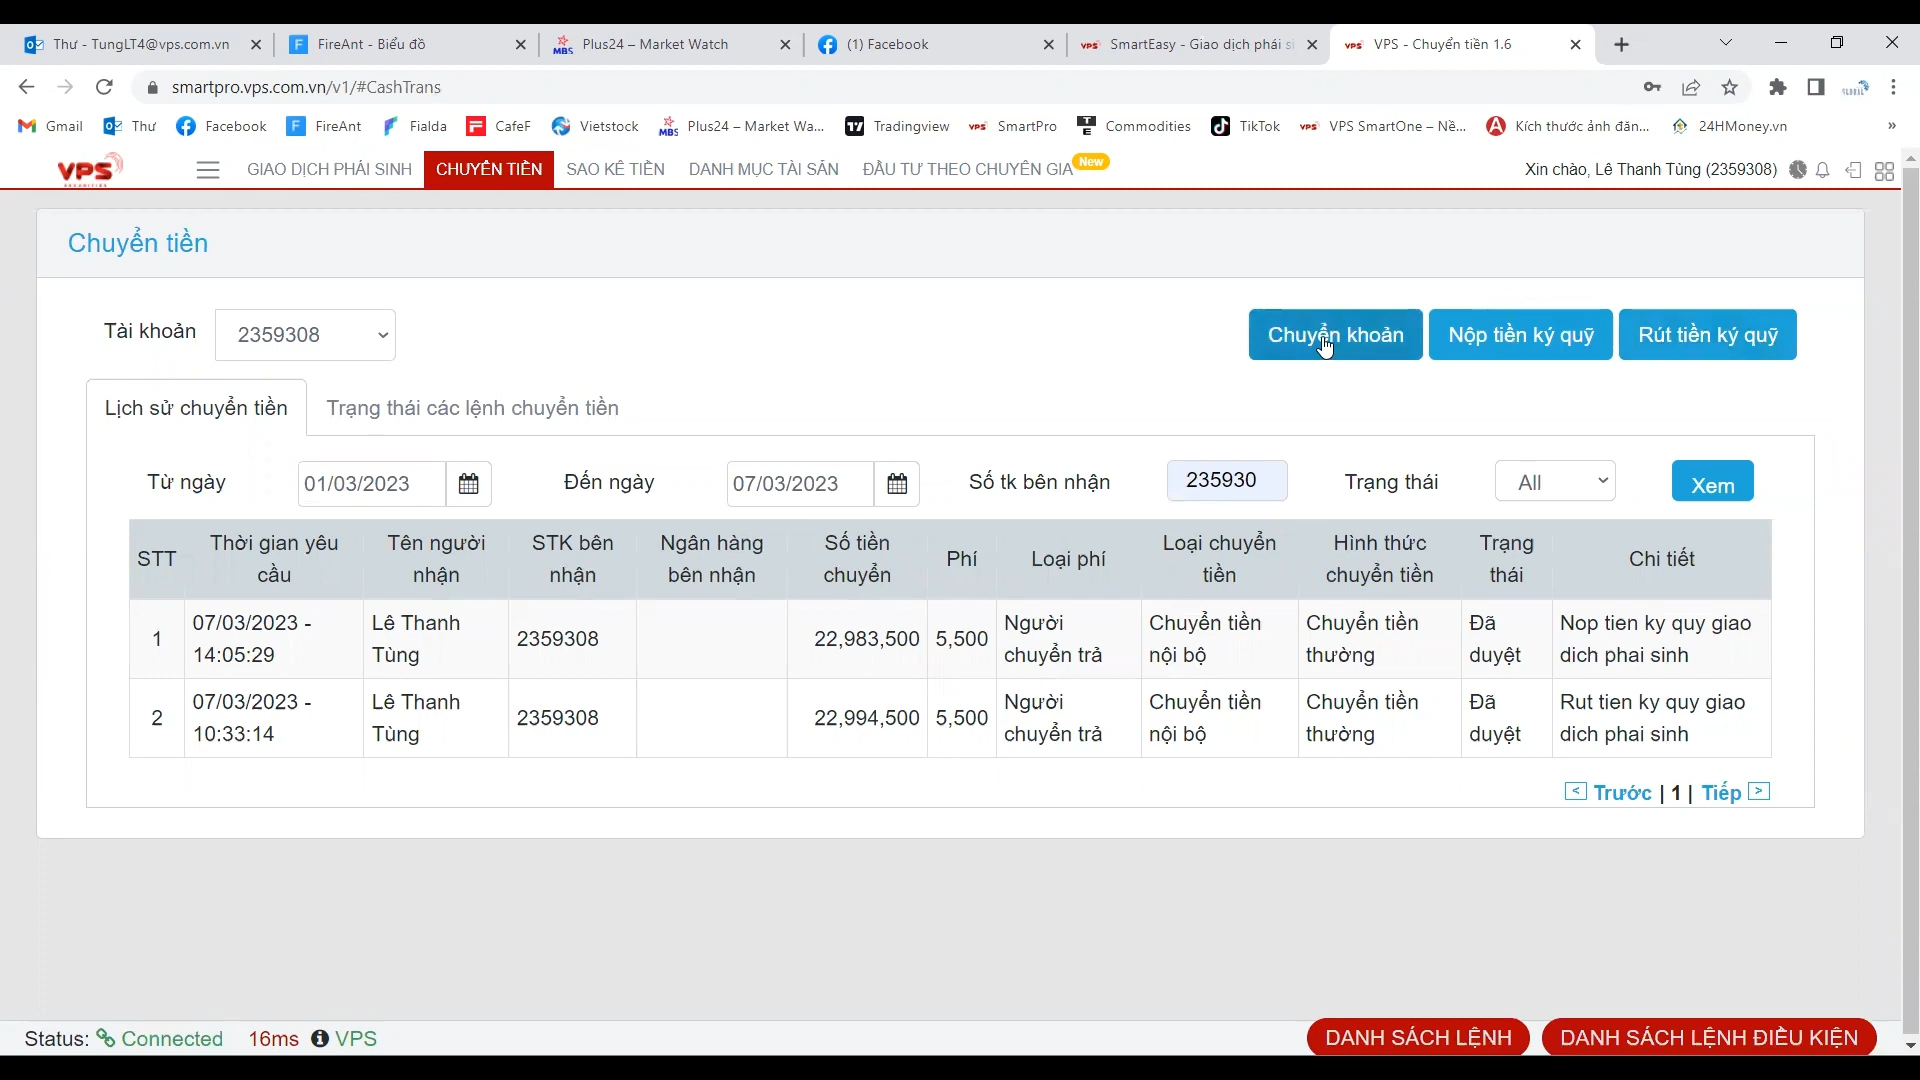 Thư - TungLT4@vps.com.vn
FireAnt - Biểu đồ
Plus24 – Market Watch
(1) Facebook
SmartEasy - Giao dịch phái si
VPS - Chuyển tiền 1.6
smartpro.vps.com.vn/v1/#CashTrans
Gmail
Thư
Facebook
FireAnt
Fialda
CafeF
Vietstock
Plus24 – Market Wa...
Tradingview
SmartPro
Commodities
TikTok
VPS SmartOne – Nề...
Kích thước ảnh đăn...
24HMoney.vn
»
VPS
SECURITIES
GIAO DỊCH PHÁI SINH
CHUYỂN TIỀN
SAO KÊ TIỀN
DANH MỤC TÀI SẢN
ĐẦU TƯ THEO CHUYÊN GIA
New
Xin chào, Lê Thanh Tùng (2359308)
Chuyển tiền
Tài khoản
2359308
Chuyển khoản
Nộp tiền ký quỹ
Rút tiền ký quỹ
Lịch sử chuyển tiền
Trạng thái các lệnh chuyển tiền
Từ ngày
01/03/2023
Đến ngày
07/03/2023
Số tk bên nhận
235930
Trạng thái
All
Xem
STT
Thời gian yêu
cầu
Tên người
nhận
STK bên
nhận
Ngân hàng
bên nhận
Số tiền
chuyển
Phí
Loại phí
Loại chuyển
tiền
Hình thức
chuyển tiền
Trạng
thái
Chi tiết
1
07/03/2023 -
14:05:29
Lê Thanh
Tùng
2359308
22,983,500
5,500
Người
chuyển trả
Chuyển tiền
nội bộ
Chuyển tiền
thường
Đã
duyệt
Nop tien ky quy giao
dich phai sinh
2
07/03/2023 -
10:33:14
Lê Thanh
Tùng
2359308
22,994,500
5,500
Người
chuyển trả
Chuyển tiền
nội bộ
Chuyển tiền
thường
Đã
duyệt
Rut tien ky quy giao
dich phai sinh
< Trước | 1 | Tiếp >
Status: Connected 16ms VPS
DANH SÁCH LỆNH
DANH SÁCH LỆNH ĐIỀU KIỆN